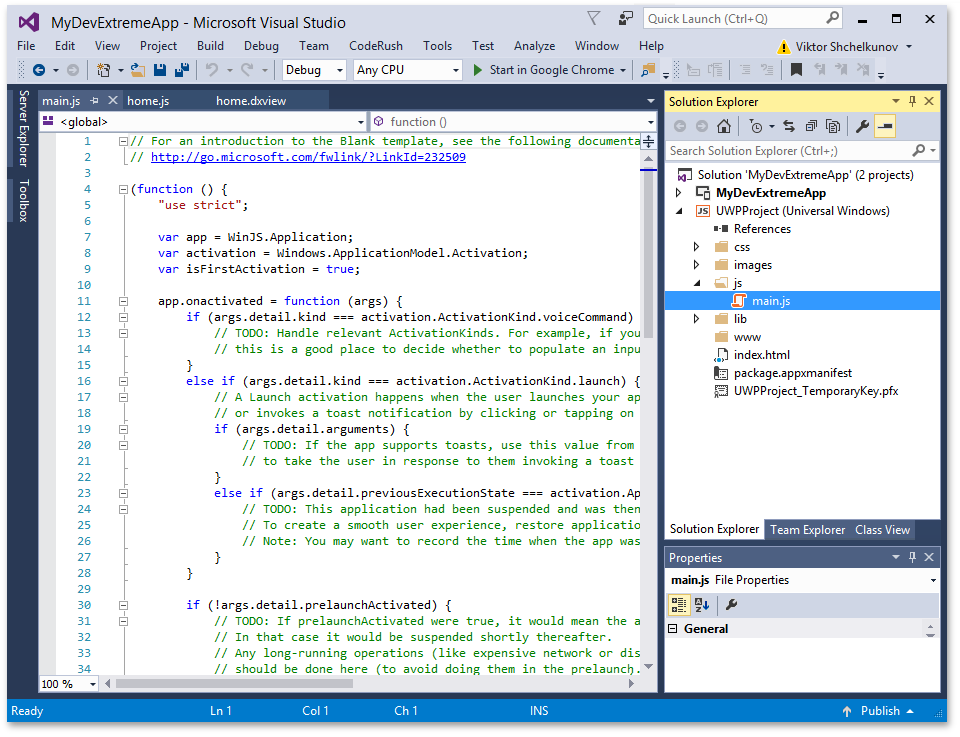 MyDevExtremeApp - Microsoft Visual Studio
Quick Launch (Ctrl+Q)
File Edit View Project Build Debug Team CodeRush Tools Test Analyze Window Help
Viktor Shchelkunov
Debug Any CPU Start in Google Chrome
Server Explorer
Toolbox
main.js home.js home.dxview
<global> function ()
1 // For an introduction to the Blank template, see the following documenta
2 // http://go.microsoft.com/fwlink/?LinkId=232509
3
4 (function () {
5 "use strict";
6
7 var app = WinJS.Application;
8 var activation = Windows.ApplicationModel.Activation;
9 var isFirstActivation = true;
10
11 app.onactivated = function (args) {
12 if (args.detail.kind === activation.ActivationKind.voiceCommand)
13 // TODO: Handle relevant ActivationKinds. For example, if you
14 // this is a good place to decide whether to populate an inpu
15 }
16 else if (args.detail.kind === activation.ActivationKind.launch) {
17 // A Launch activation happens when the user launches your ap
18 // or invokes a toast notification by clicking or tapping on
19 if (args.detail.arguments) {
20 // TODO: If the app supports toasts, use this value from
21 // to take the user in response to them invoking a toast
22 }
23 else if (args.detail.previousExecutionState === activation.Ap
24 // TODO: This application had been suspended and was then
25 // To create a smooth user experience, restore applicatio
26 // Note: You may want to record the time when the app was
27 }
28 }
29
30 if (!args.detail.prelaunchActivated) {
31 // TODO: If prelaunchActivated were true, it would mean the a
32 // In that case it would be suspended shortly thereafter.
33 // Any long-running operations (like expensive network or dis
34 // should be done here (to avoid doing them in the prelaunch).
100 %
Solution Explorer
Search Solution Explorer (Ctrl+;)
Solution 'MyDevExtremeApp' (2 projects)
MyDevExtremeApp
JS UWPProject (Universal Windows)
References
css
images
js
main.js
lib
www
index.html
package.appxmanifest
UWPProject_TemporaryKey.pfx
Solution Explorer Team Explorer Class View
Properties
main.js File Properties
General
Ready Ln 1 Col 1 Ch 1 INS Publish